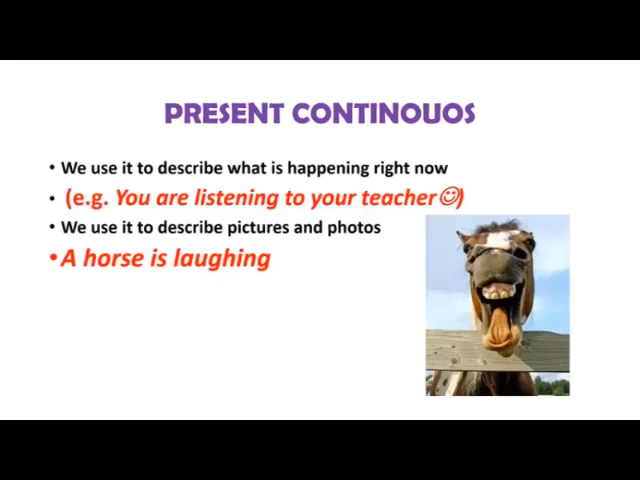 PRESENT CONTINOUOS
• We use it to describe what is happening right now
• (e.g. You are listening to your teacher☺)
• We use it to describe pictures and photos
• A horse is laughing